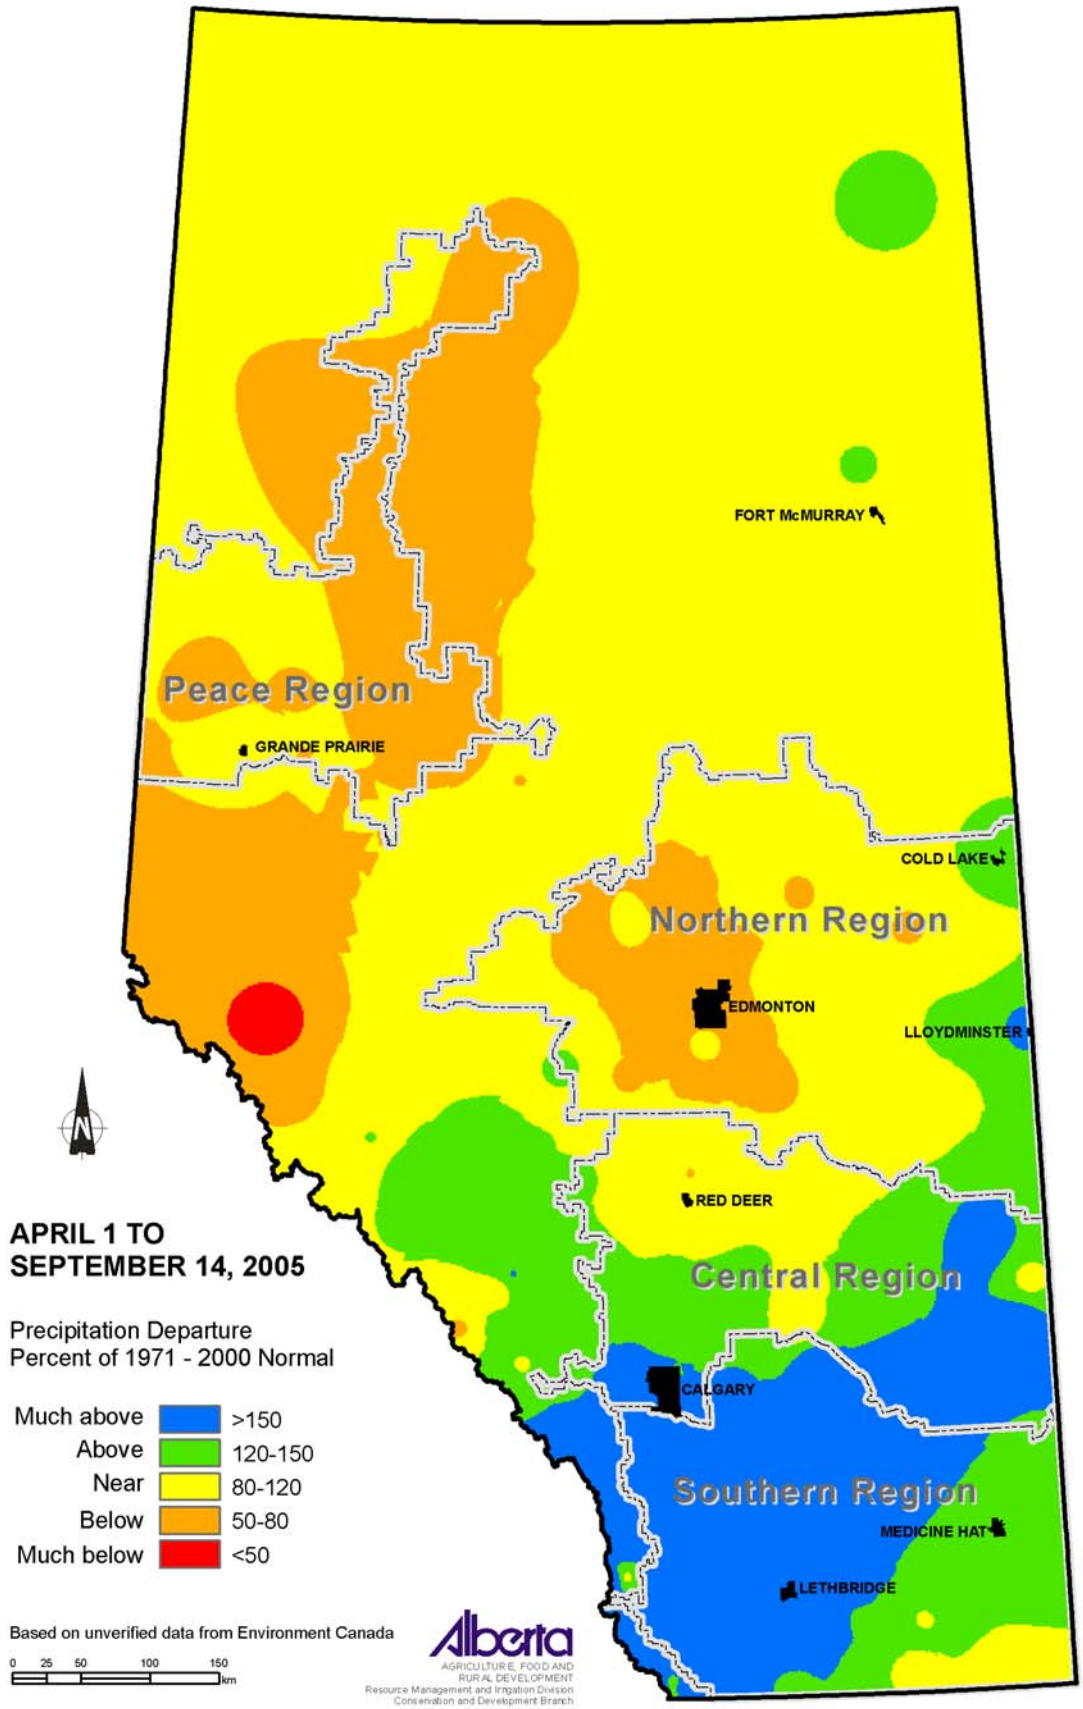 FORT McMURRAY
Peace Region
GRANDE PRAIRIE
COLD LAKE
Northern Region
EDMONTON
LLOYDMINSTER
N
RED DEER
APRIL 1 TO
SEPTEMBER 14, 2005
Central Region
Precipitation Departure
Percent of 1971 - 2000 Normal
CALGARY
Much above >150
Above 120-150
Near 80-120
Below 50-80
Much below <50
Southern Region
MEDICINE HAT
LETHBRIDGE
Based on unverified data from Environment Canada
0 25 50 100 150
km
Alberta
AGRICULTURE, FOOD AND
RURAL DEVELOPMENT
Resource Management and Irrigation Division
Conservation and Development Branch